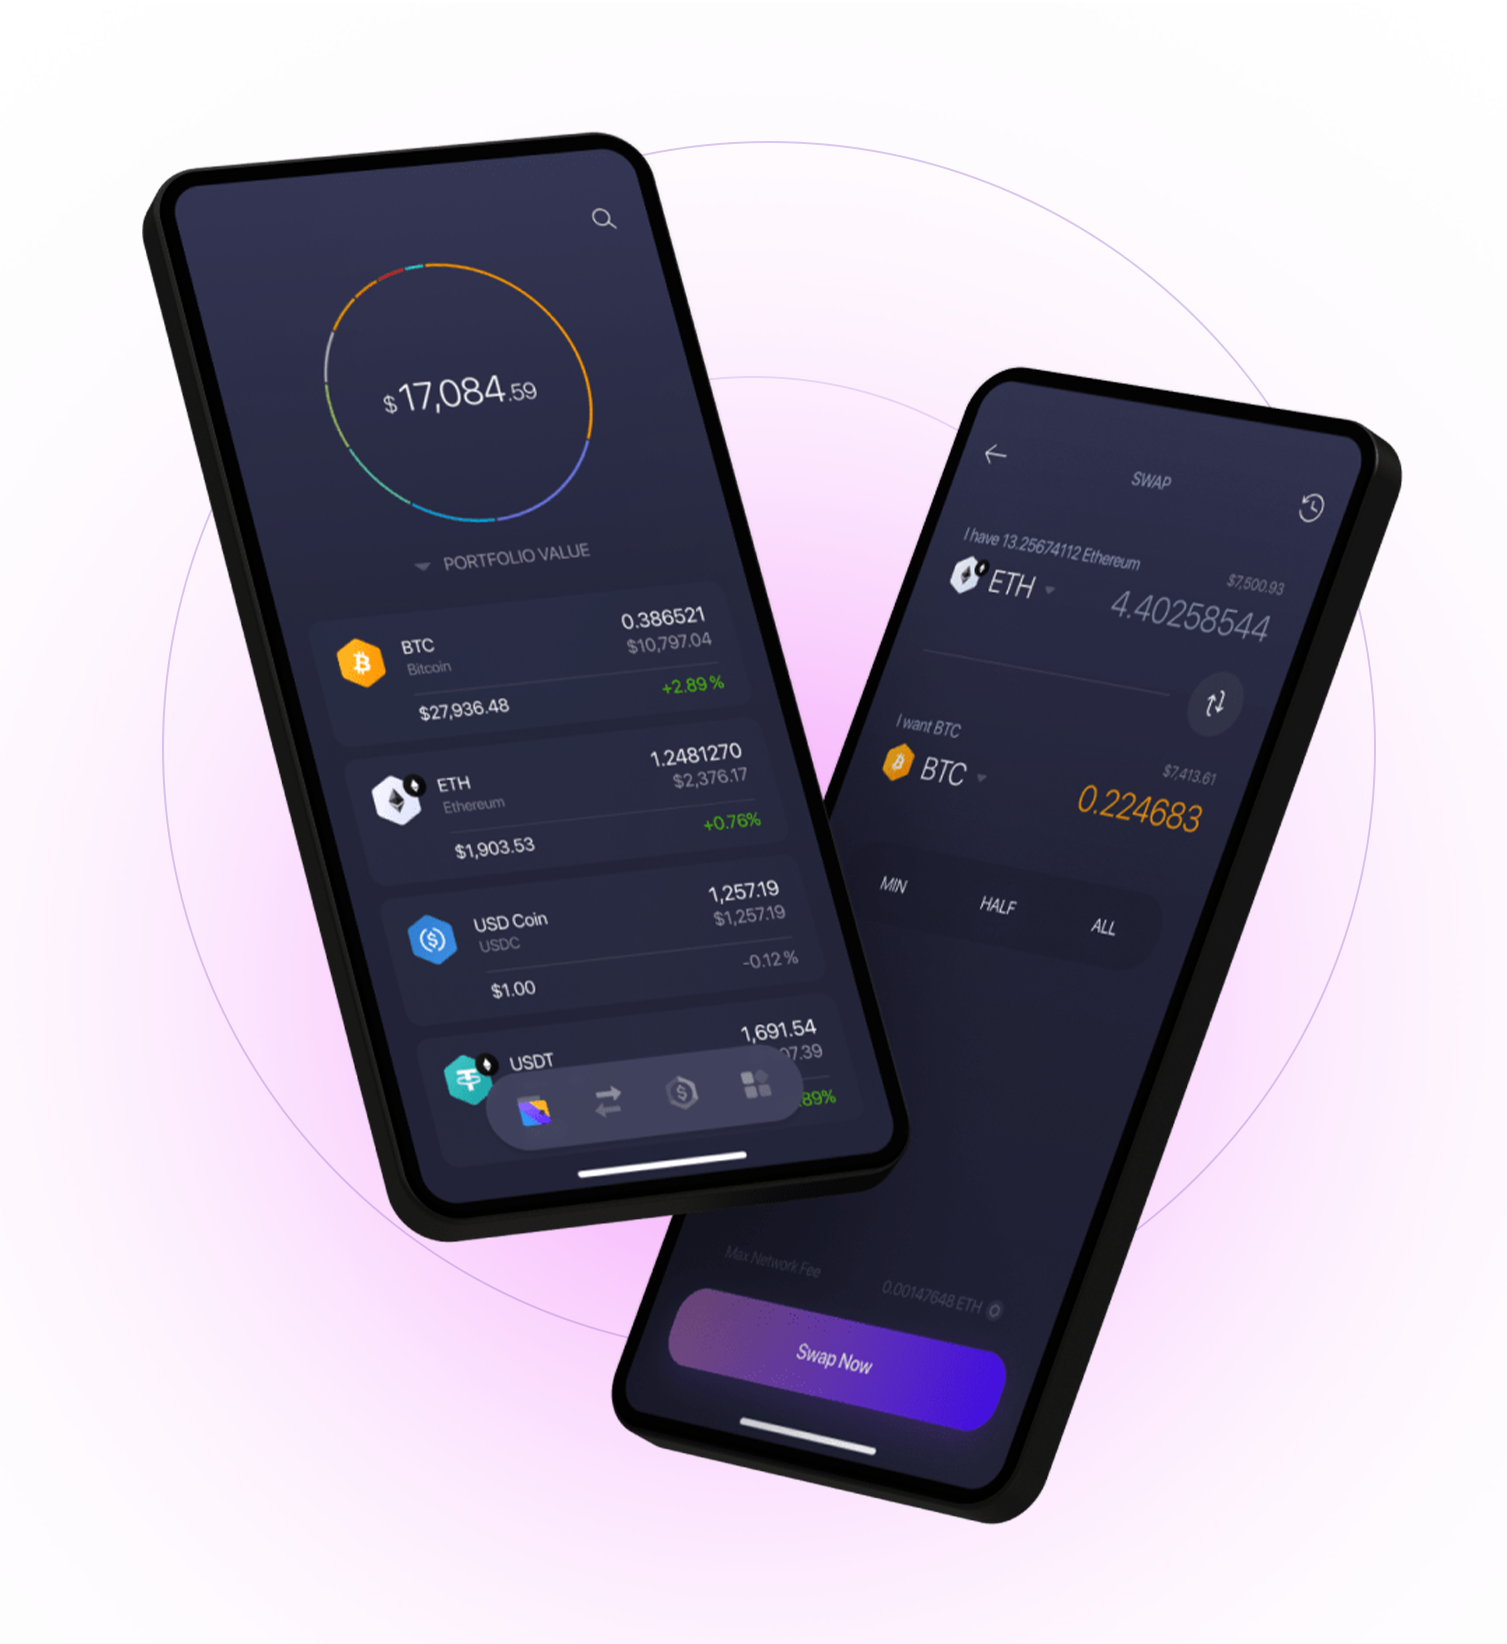 $17,084.59
PORTFOLIO VALUE
BTC 0.386521
Bitcoin $10,797.04
$27,936.48 +2.89%
ETH 1.2481270
Ethereum $2,376.17
$1,903.53 +0.76%
USD Coin 1,257.19
USDC $1,257.19
$1.00 -0.12%
USDT 1,691.54
97.39
89%
SWAP
I have 13.25674112 Ethereum
$7,500.93
ETH 4.40258544
I want BTC
$7,413.61
BTC 0.224683
MIN HALF ALL
Max Network Fee 0.00147648 ETH
Swap Now